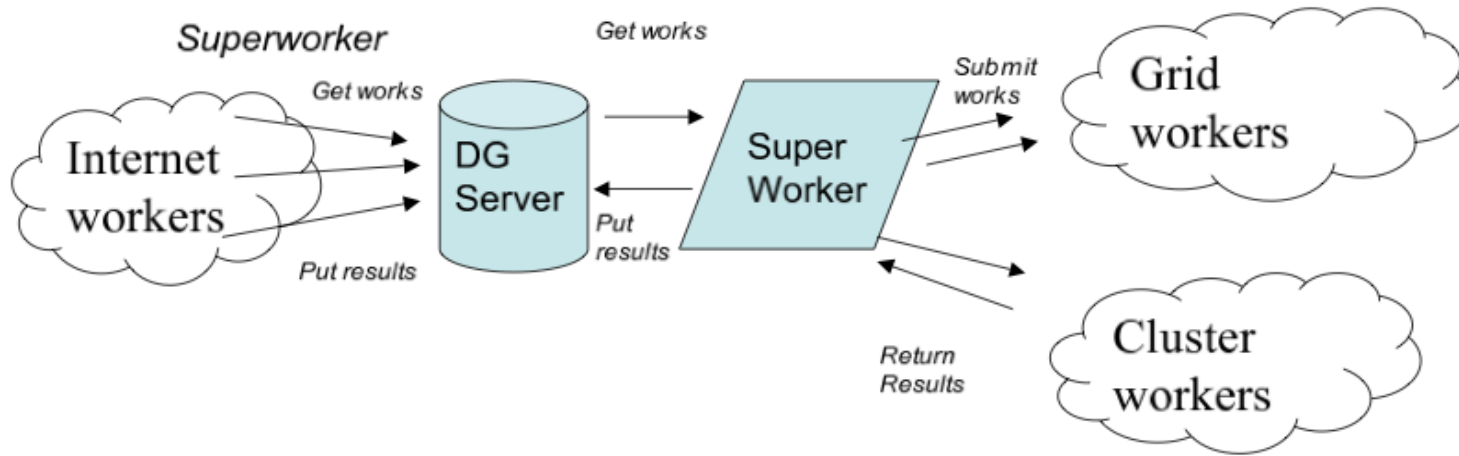 Superworker
Get works
Internet
workers
Put results
DG
Server
Get works
Put
results
Super
Worker
Submit
works
Return
Results
Grid
workers
Cluster
workers